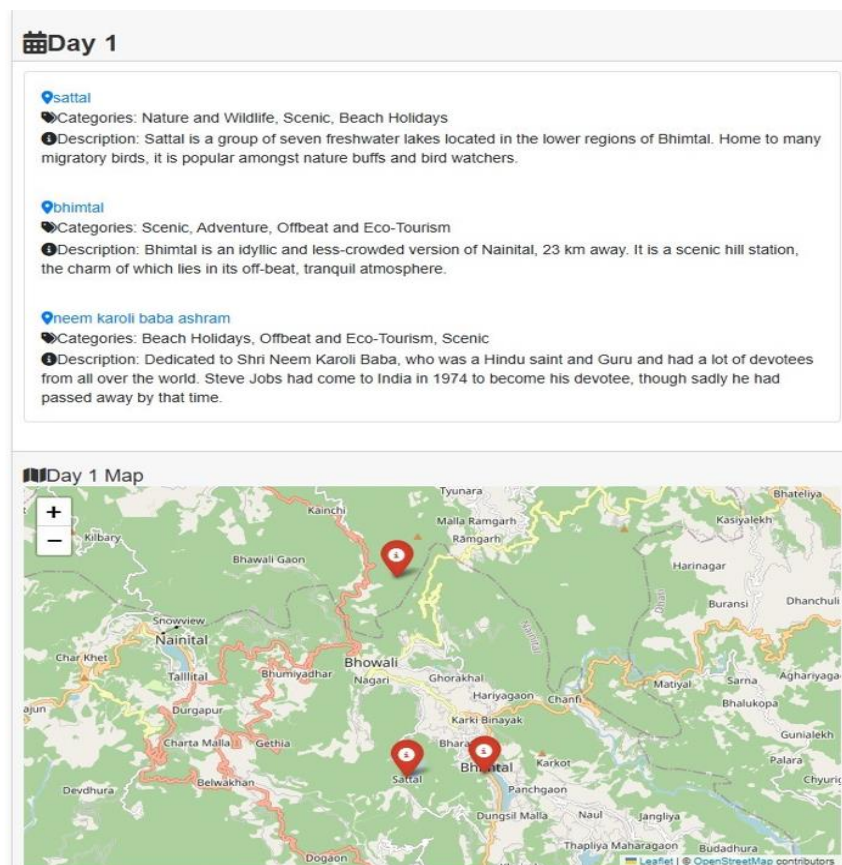 Day 1
sattal
Categories: Nature and Wildlife, Scenic, Beach Holidays
Description: Sattal is a group of seven freshwater lakes located in the lower regions of Bhimtal. Home to many
migratory birds, it is popular amongst nature buffs and bird watchers.
bhimtal
Categories: Scenic, Adventure, Offbeat and Eco-Tourism
Description: Bhimtal is an idyllic and less-crowded version of Nainital, 23 km away. It is a scenic hill station,
the charm of which lies in its off-beat, tranquil atmosphere.
neem karoli baba ashram
Categories: Beach Holidays, Offbeat and Eco-Tourism, Scenic
Description: Dedicated to Shri Neem Karoli Baba, who was a Hindu saint and Guru and had a lot of devotees
from all over the world. Steve Jobs had come to India in 1974 to become his devotee, though sadly he had
passed away by that time.
Day 1 Map
+
−
Tyunara
Bhateliya
Kainchi
Malla Ramgarh
Kasiyalekh
Kilbary
Ramgarh
Bhawali Gaon
Harinagar
Dhari
Buransi
Dhanchuli
Snowview
Nainital
Nainital
Char Khet
Tallital
Bhumiyadhar
Bhowali
Nagari
Ghorakhal
Matiyal
Sarna
Aghariyaga
Hariyagaon
Chanfi
Bhalukopa
ajun
Durgapur
Karki Binayak
Gunialekh
Charta Malla
Gethia
Bhara
Palara
Sattal
Bhimtal
Karkot
Chyurig
Devdhura
Belwakhan
Panchgaon
Dungsil Malla
Naul
Jangliya
Thapliya Maharagaon
Budadhura
Dogaon
Leaflet | © OpenStreetMap contributors